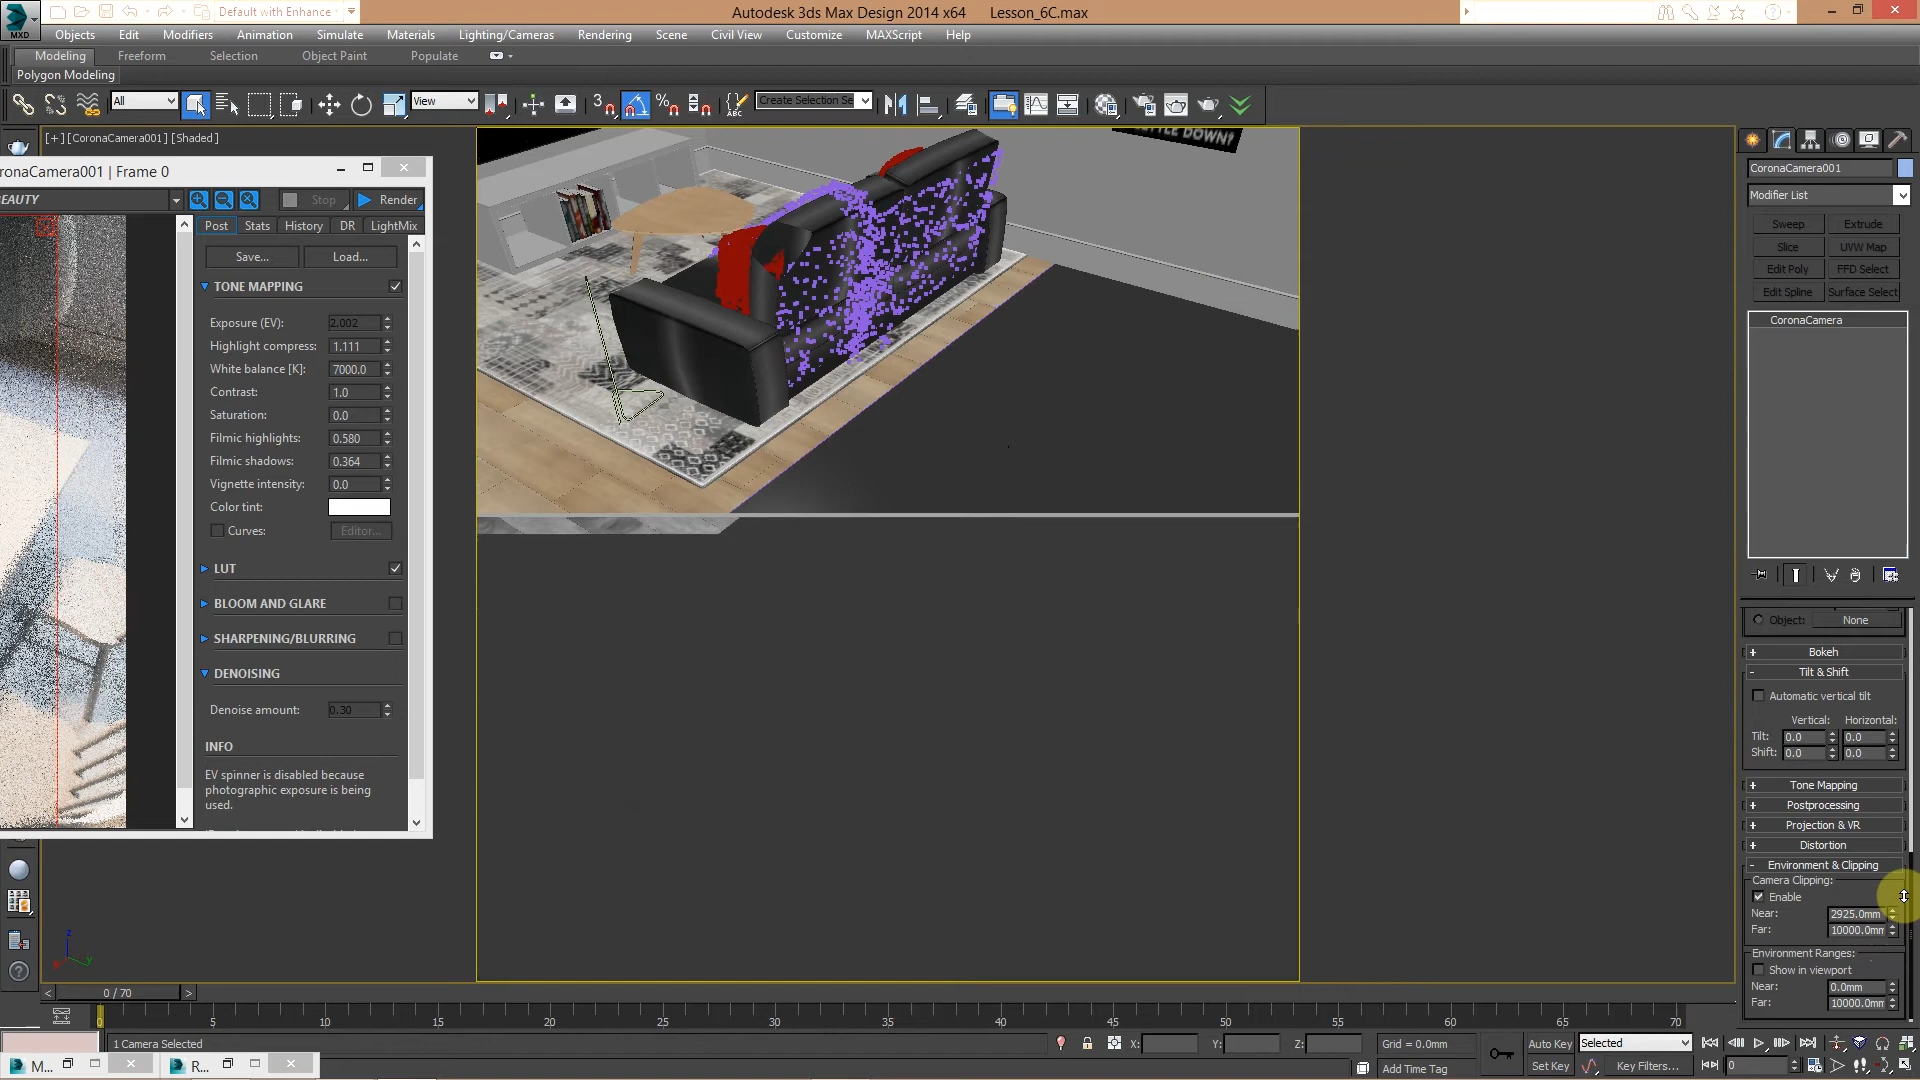 Default with Enhance
Autodesk 3ds Max Design 2014 x64 Lesson_6C.max
MXD
Objects Edit Modifiers Animation Simulate Materials Lighting/Cameras Rendering Scene Civil View Customize MAXScript Help
Modeling Freeform Selection Object Paint Populate
Polygon Modeling
All
View
3
Create Selection Se
[+] [CoronaCamera001] [Shaded]
TTLE DOWN?
ronaCamera001 | Frame 0
EAUTY
Stop
Render
Post Stats History DR LightMix
Save... Load...
TONE MAPPING
Exposure (EV): 2.002
Highlight compress: 1.111
White balance [K]: 7000.0
Contrast: 1.0
Saturation: 0.0
Filmic highlights: 0.580
Filmic shadows: 0.364
Vignette intensity: 0.0
Color tint:
Curves: Editor...
LUT
BLOOM AND GLARE
SHARPENING/BLURRING
DENOISING
Denoise amount: 0.30
INFO
EV spinner is disabled because
photographic exposure is being
used.
CoronaCamera001
Modifier List
Sweep Extrude
Slice UVW Map
Edit Poly FFD Select
Edit Spline Surface Select
CoronaCamera
Object: None
+ Bokeh
- Tilt & Shift
Automatic vertical tilt
Vertical: Horizontal:
Tilt: 0.0 0.0
Shift: 0.0 0.0
+ Tone Mapping
+ Postprocessing
+ Projection & VR
+ Distortion
- Environment & Clipping
Camera Clipping:
Enable
Near: 2925.0mm
Far: 10000.0mm
Environment Ranges:
Show in viewport
Near: 0.0mm
Far: 10000.0mm
z
y
< 0 / 70 >
0 5 10 15 20 25 30 35 40 45 50 55 60 65 70
1 Camera Selected
X: Y: Z: Grid = 0.0mm
Auto Key Selected
Add Time Tag
Set Key Key Filters...
0
M...
R...